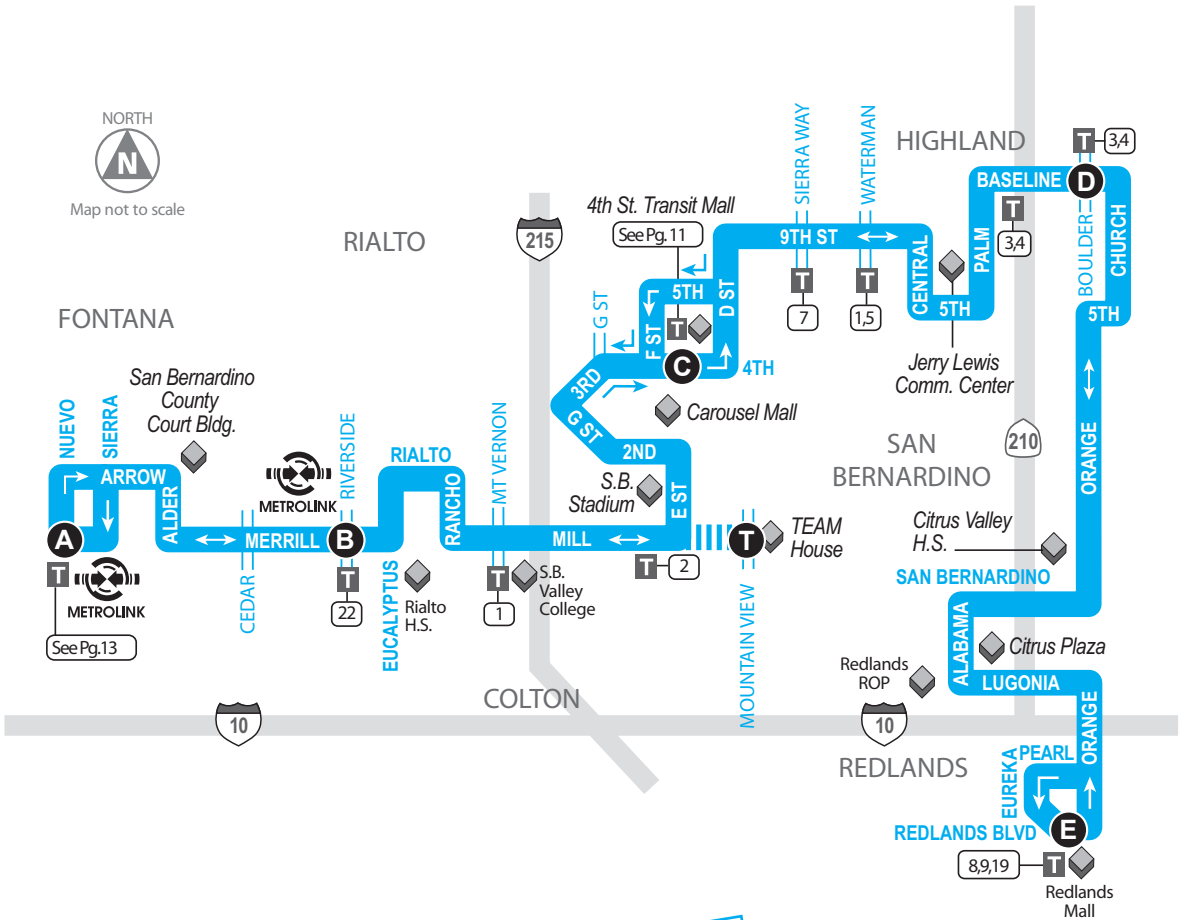 NORTH
N
Map not to scale
RIALTO
FONTANA
HIGHLAND
SAN
BERNARDINO
COLTON
REDLANDS
215
210
10
10
4th St. Transit Mall
See Pg. 11
SIERRA WAY
WATERMAN
T
3,4
BASELINE
D
BOULDER
CHURCH
T
3,4
PALM
9TH ST
CENTRAL
5TH
5TH
T
7
T
1,5
Jerry Lewis
Comm. Center
D ST
5TH
F ST
T
G ST
3RD
C
4TH
Carousel Mall
G ST
2ND
S.B.
Stadium
E ST
San Bernardino
County
Court Bldg.
NUEVO
SIERRA
ARROW
ALDER
METROLINK
RIVERSIDE
RIALTO
RANCHO
MT VERNON
A
MERRILL
B
MILL
T
TEAM
House
T
2
T
METROLINK
See Pg.13
CEDAR
T
22
EUCALYPTUS
Rialto
H.S.
T
1
S.B.
Valley
College
MOUNTAIN VIEW
ORANGE
Citrus Valley
H.S.
SAN BERNARDINO
ALABAMA
Citrus Plaza
Redlands
ROP
LUGONIA
ORANGE
PEARL
EUREKA
REDLANDS BLVD
E
8,9,19
T
Redlands
Mall